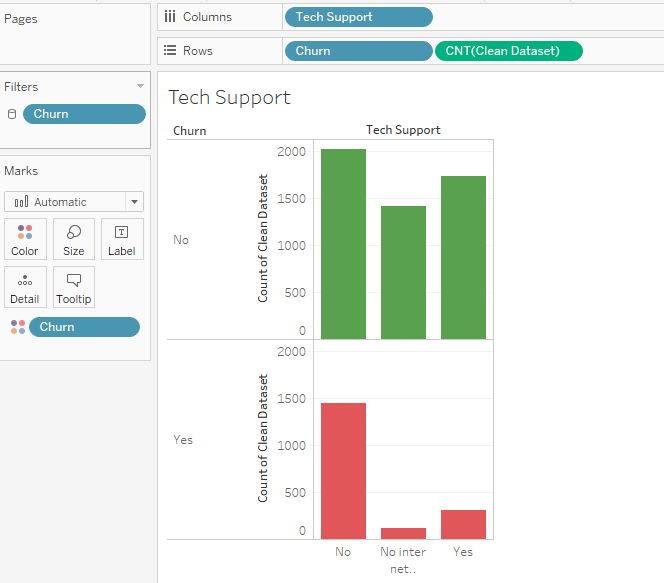 Pages
Columns
Tech Support
Rows
Churn
CNT(Clean Dataset)
Filters
Churn
Marks
Automatic
Color
Size
Label
Detail
Tooltip
Churn
Tech Support
Churn
Tech Support
No
Count of Clean Dataset
2000
1500
1000
500
0
Yes
Count of Clean Dataset
2000
1500
1000
500
0
No
No inter
net..
Yes